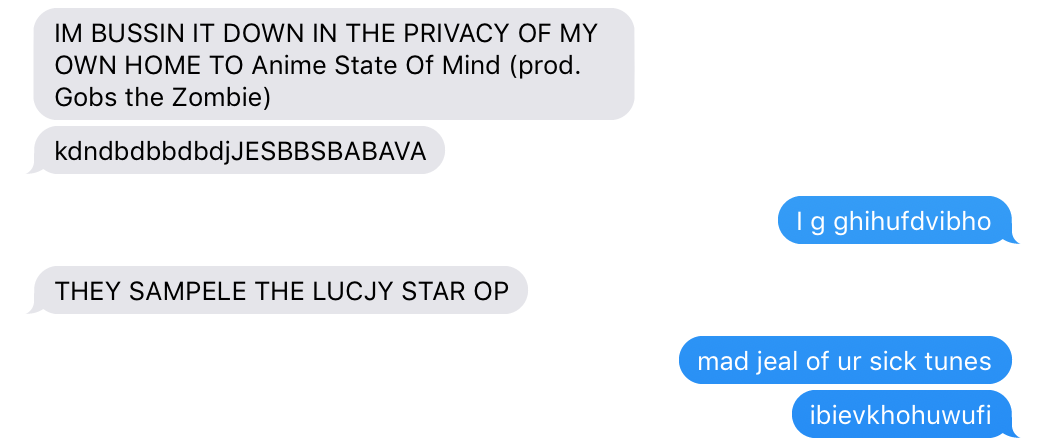 IM BUSSIN IT DOWN IN THE PRIVACY OF MY
OWN HOME TO Anime State Of Mind (prod.
Gobs the Zombie)
kdndbdbbdbdjJESBBSBABAVA
I g ghihufdvibho
THEY SAMPELE THE LUCJY STAR OP
mad jeal of ur sick tunes
ibievkhohuwufi